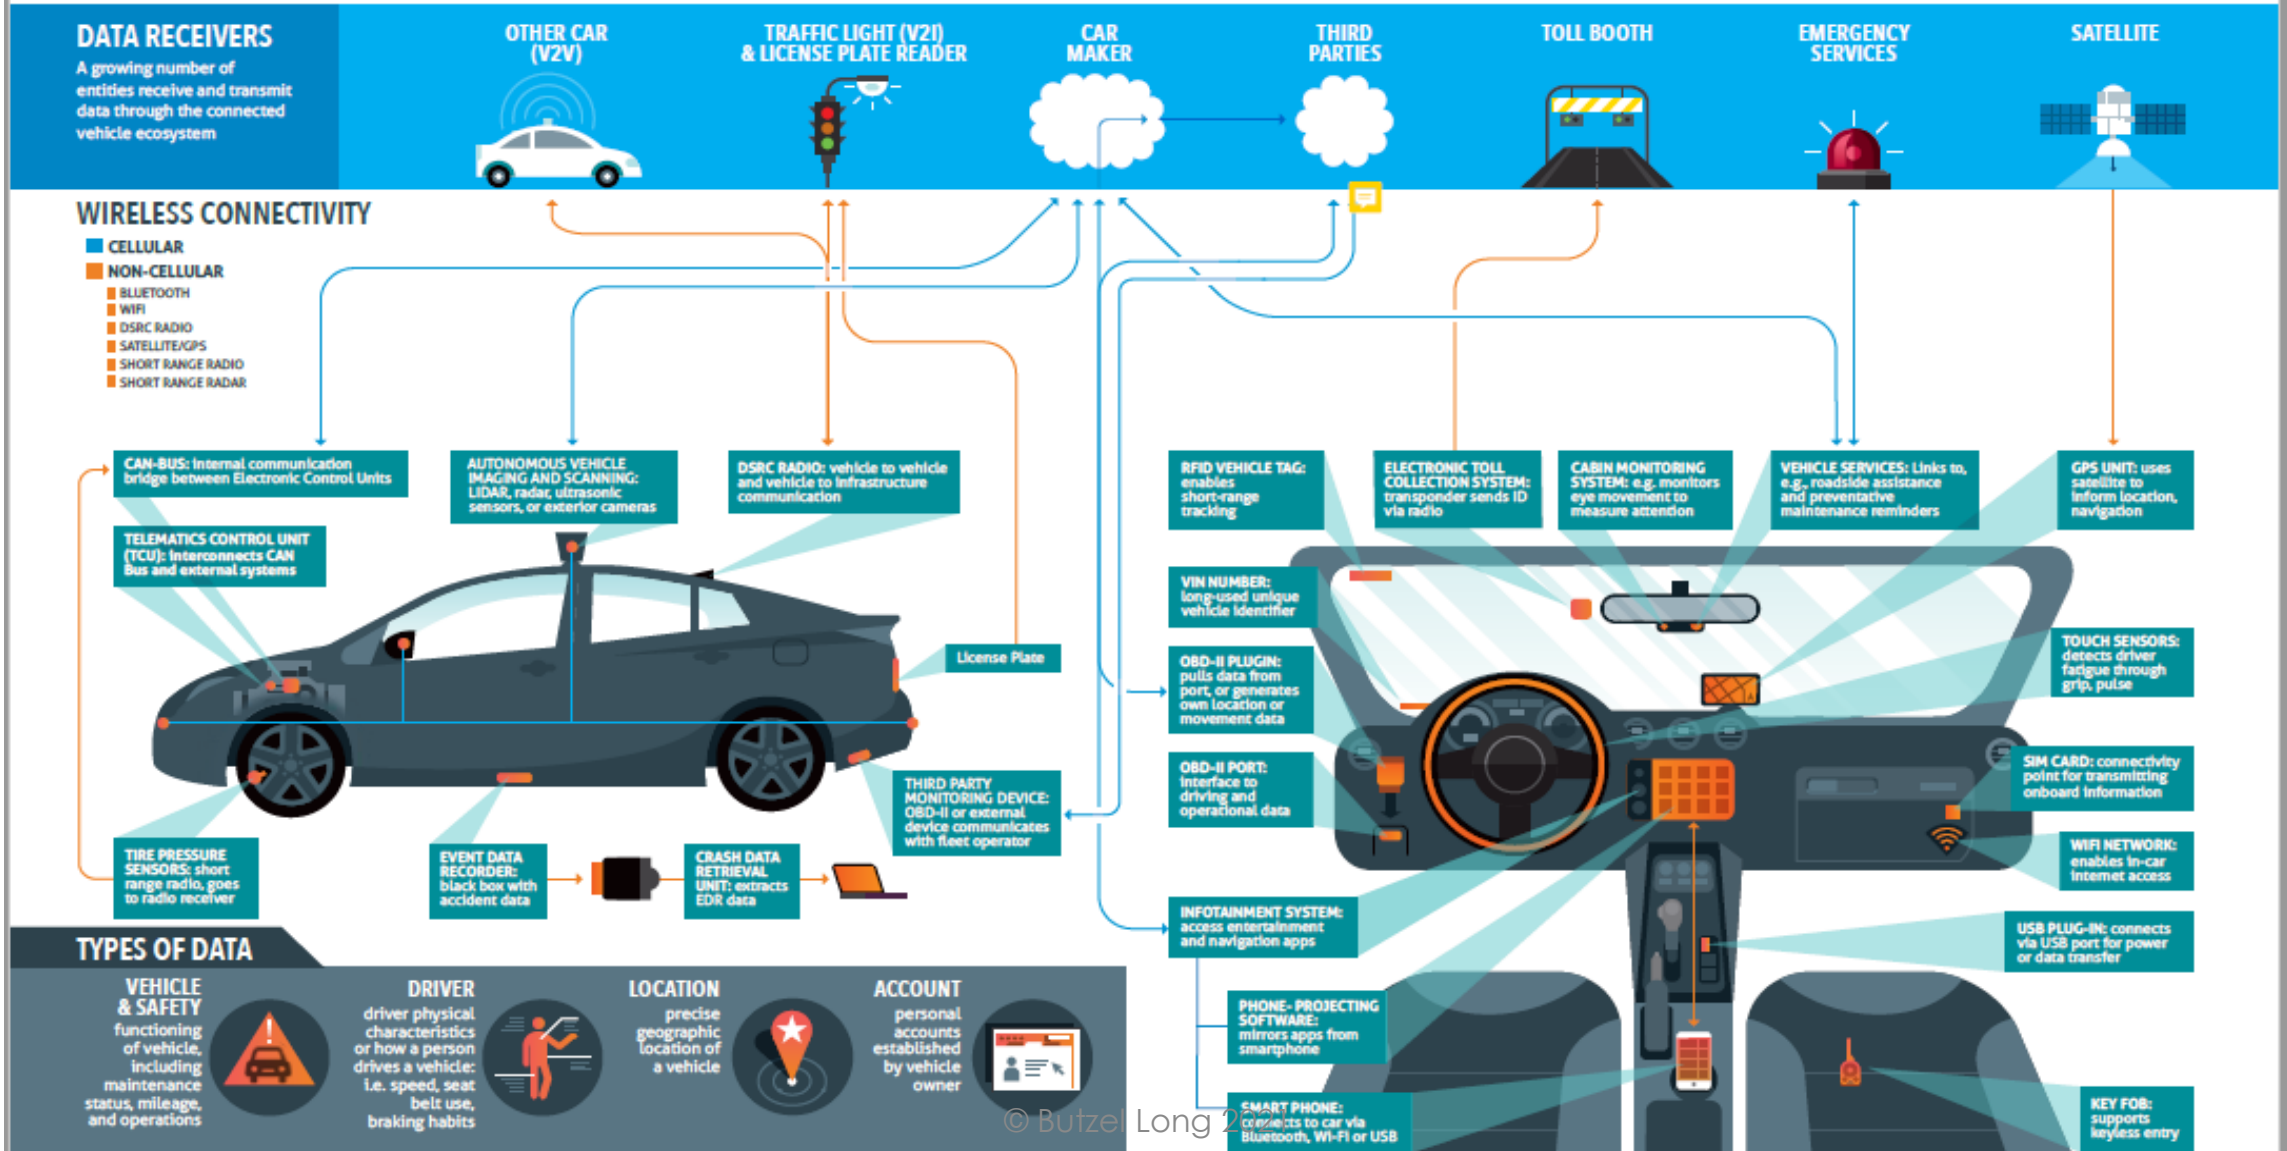 DATA RECEIVERS
A growing number of
entities receive and transmit
data through the connected
vehicle ecosystem
OTHER CAR
(V2V)
TRAFFIC LIGHT (V2I)
& LICENSE PLATE READER
CAR
MAKER
THIRD
PARTIES
TOLL BOOTH
EMERGENCY
SERVICES
SATELLITE
WIRELESS CONNECTIVITY
CELLULAR
NON-CELLULAR
BLUETOOTH
WIFI
DSRC RADIO
SATELLITE/GPS
SHORT RANGE RADIO
SHORT RANGE RADAR
CAN-BUS: internal communication
bridge between Electronic Control Units
TELEMATICS CONTROL UNIT
(TCU): interconnects CAN
Bus and external systems
AUTONOMOUS VEHICLE
IMAGING AND SCANNING:
LIDAR, radar, ultrasonic
sensors, or exterior cameras
DSRC RADIO: vehicle to vehicle
and vehicle to infrastructure
communication
License Plate
THIRD PARTY
MONITORING DEVICE:
OBD-II or external
device communicates
with fleet operator
TIRE PRESSURE
SENSORS: short
range radio, goes
to radio receiver
EVENT DATA
RECORDER:
black box with
accident data
CRASH DATA
RETRIEVAL
UNIT: extracts
EDR data
RFID VEHICLE TAG:
enables
short-range
tracking
ELECTRONIC TOLL
COLLECTION SYSTEM:
transponder sends ID
via radio
CABIN MONITORING
SYSTEM: e.g. monitors
eye movement to
measure attention
VEHICLE SERVICES: Links to,
e.g., roadside assistance
and preventative
maintenance reminders
GPS UNIT: uses
satellite to
inform location,
navigation
VIN NUMBER:
long-used unique
vehicle identifier
OBD-II PLUGIN:
pulls data from
port, or generates
own location or
movement data
OBD-II PORT:
interface to
driving and
operational data
TOUCH SENSORS:
detects driver
fatigue through
grip, pulse
SIM CARD: connectivity
point for transmitting
onboard information
WIFI NETWORK:
enables in-car
internet access
USB PLUG-IN: connects
via USB port for power
or data transfer
INFOTAINMENT SYSTEM:
access entertainment
and navigation apps
PHONE- PROJECTING
SOFTWARE:
mirrors apps from
smartphone
SMART PHONE:
connects to car via
Bluetooth, Wi-Fi or USB
KEY FOB:
supports
keyless entry
TYPES OF DATA
VEHICLE
& SAFETY
functioning
of vehicle,
including
maintenance
status, mileage,
and operations
DRIVER
driver physical
characteristics
or how a person
drives a vehicle:
i.e. speed, seat
belt use,
braking habits
LOCATION
precise
geographic
location of
a vehicle
ACCOUNT
personal
accounts
established
by vehicle
owner
© Butzel Long 2021